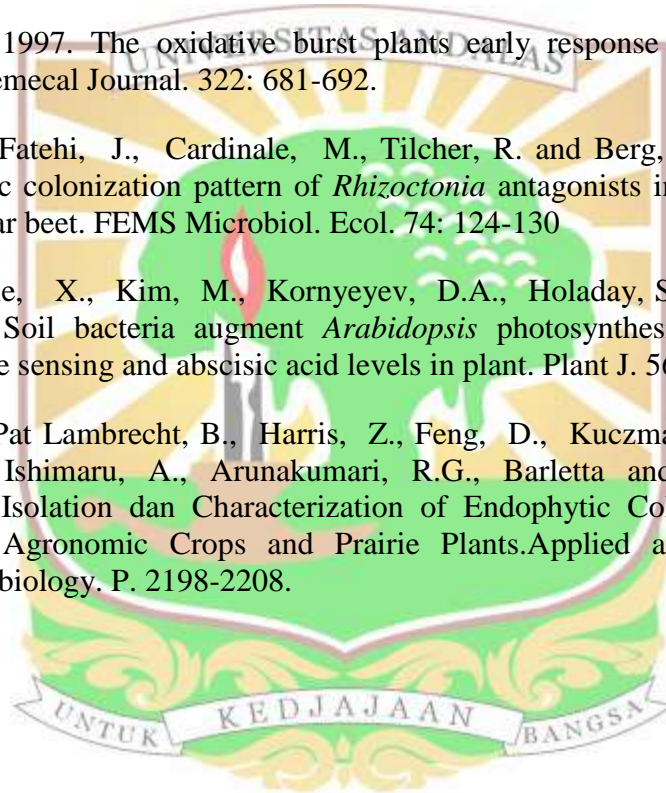 1997. The oxidative burst plants early response
emecal Journal. 322: 681-692.
Fatehi, J., Cardinale, M., Tilcher, R. and Berg,
c colonization pattern of Rhizoctonia antagonists in
ar beet. FEMS Microbiol. Ecol. 74: 124-130
ie, X., Kim, M., Kornyeyev, D.A., Holaday, S
Soil bacteria augment Arabidopsis photosynthes
e sensing and abscisic acid levels in plant. Plant J. 56
Pat Lambrecht, B., Harris, Z., Feng, D., Kuczma
Ishimaru, A., Arunakumari, R.G., Barletta and
Isolation dan Characterization of Endophytic Co
Agronomic Crops and Prairie Plants.Applied a
biology. P. 2198-2208.
UNIVERSITAS ANDALAS
UNTUK KEDJAJAAN BANGSA